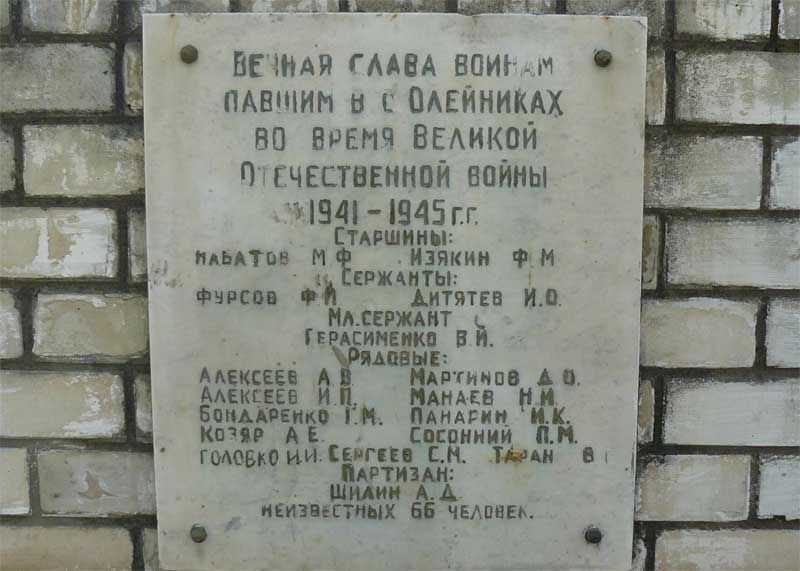 Вечная слава воинам
павшим в с Олейниках
во время Великой
Отечественной войны
1941-1945 г.г.
Старшины:
Набатов М Ф Изякин Ф М
Сержанты:
Фурсов Ф И Дитятев И.О.
Мл.сержант
Герасименко В.И.
Рядовые:
Алексеев А.В Мартинов Д.О.
Алексеев И.П. Манаев Н.И.
Бондаренко Г.М. Панарин И.К.
Козяр А.Е. Сосонний П.М.
Головко И.И. Сергеев С.М. Таран В
Партизан:
Шилин А.Д
неизвестных 66 человек.